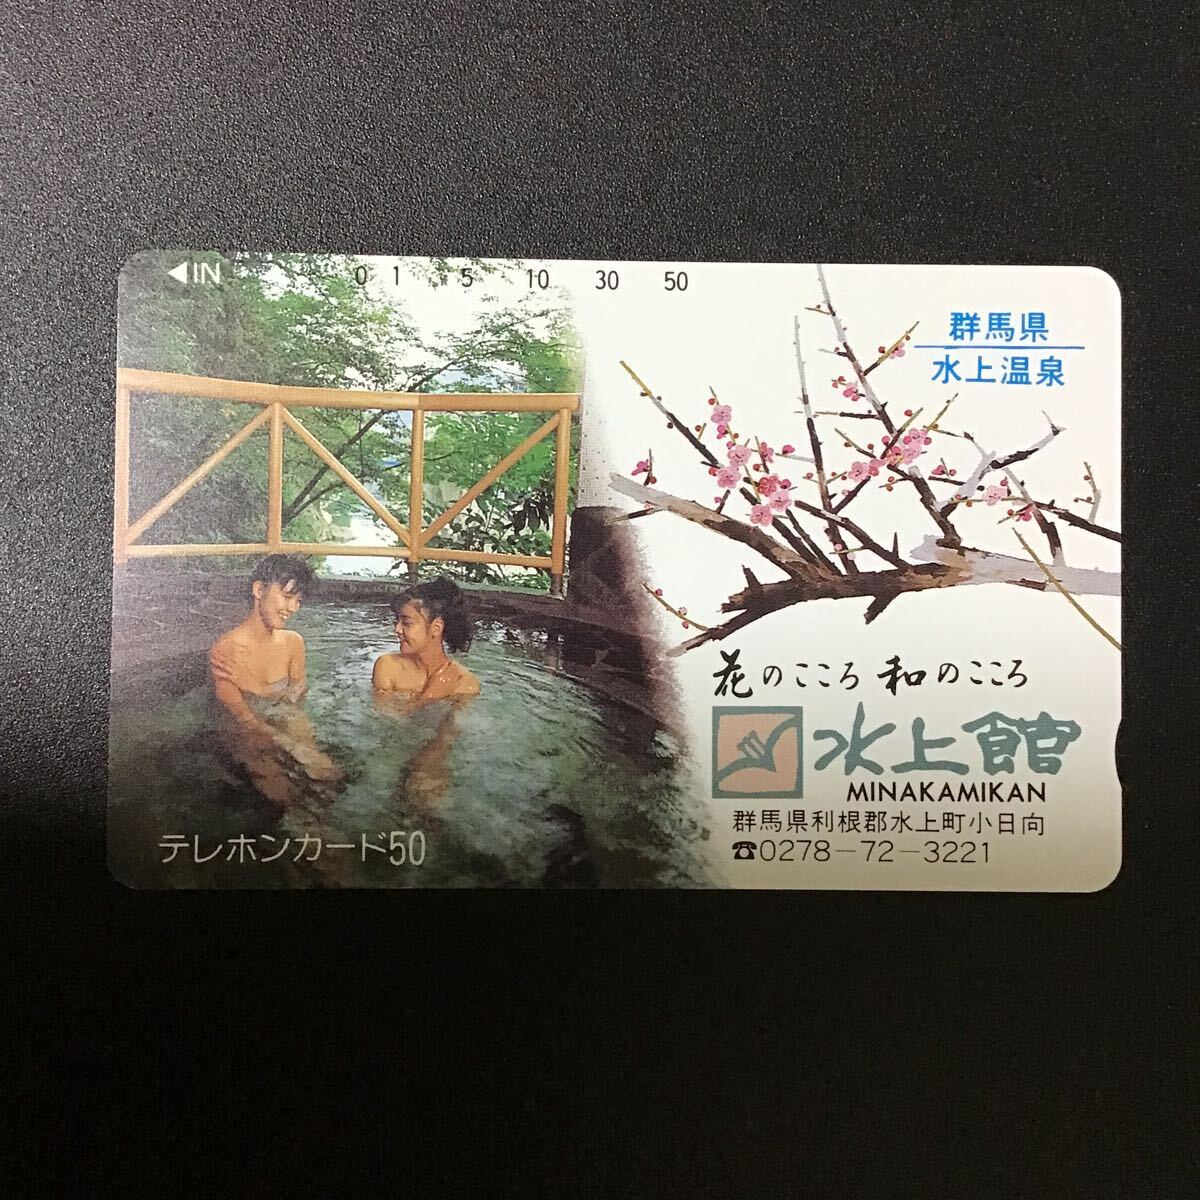 ◀IN 0 1 5 10 30 50
群馬県
水上温泉
花のこころ 和のこころ
水上館
MINAKAMIKAN
群馬県利根郡水上町小日向
☎0278-72-3221
テレホンカード50